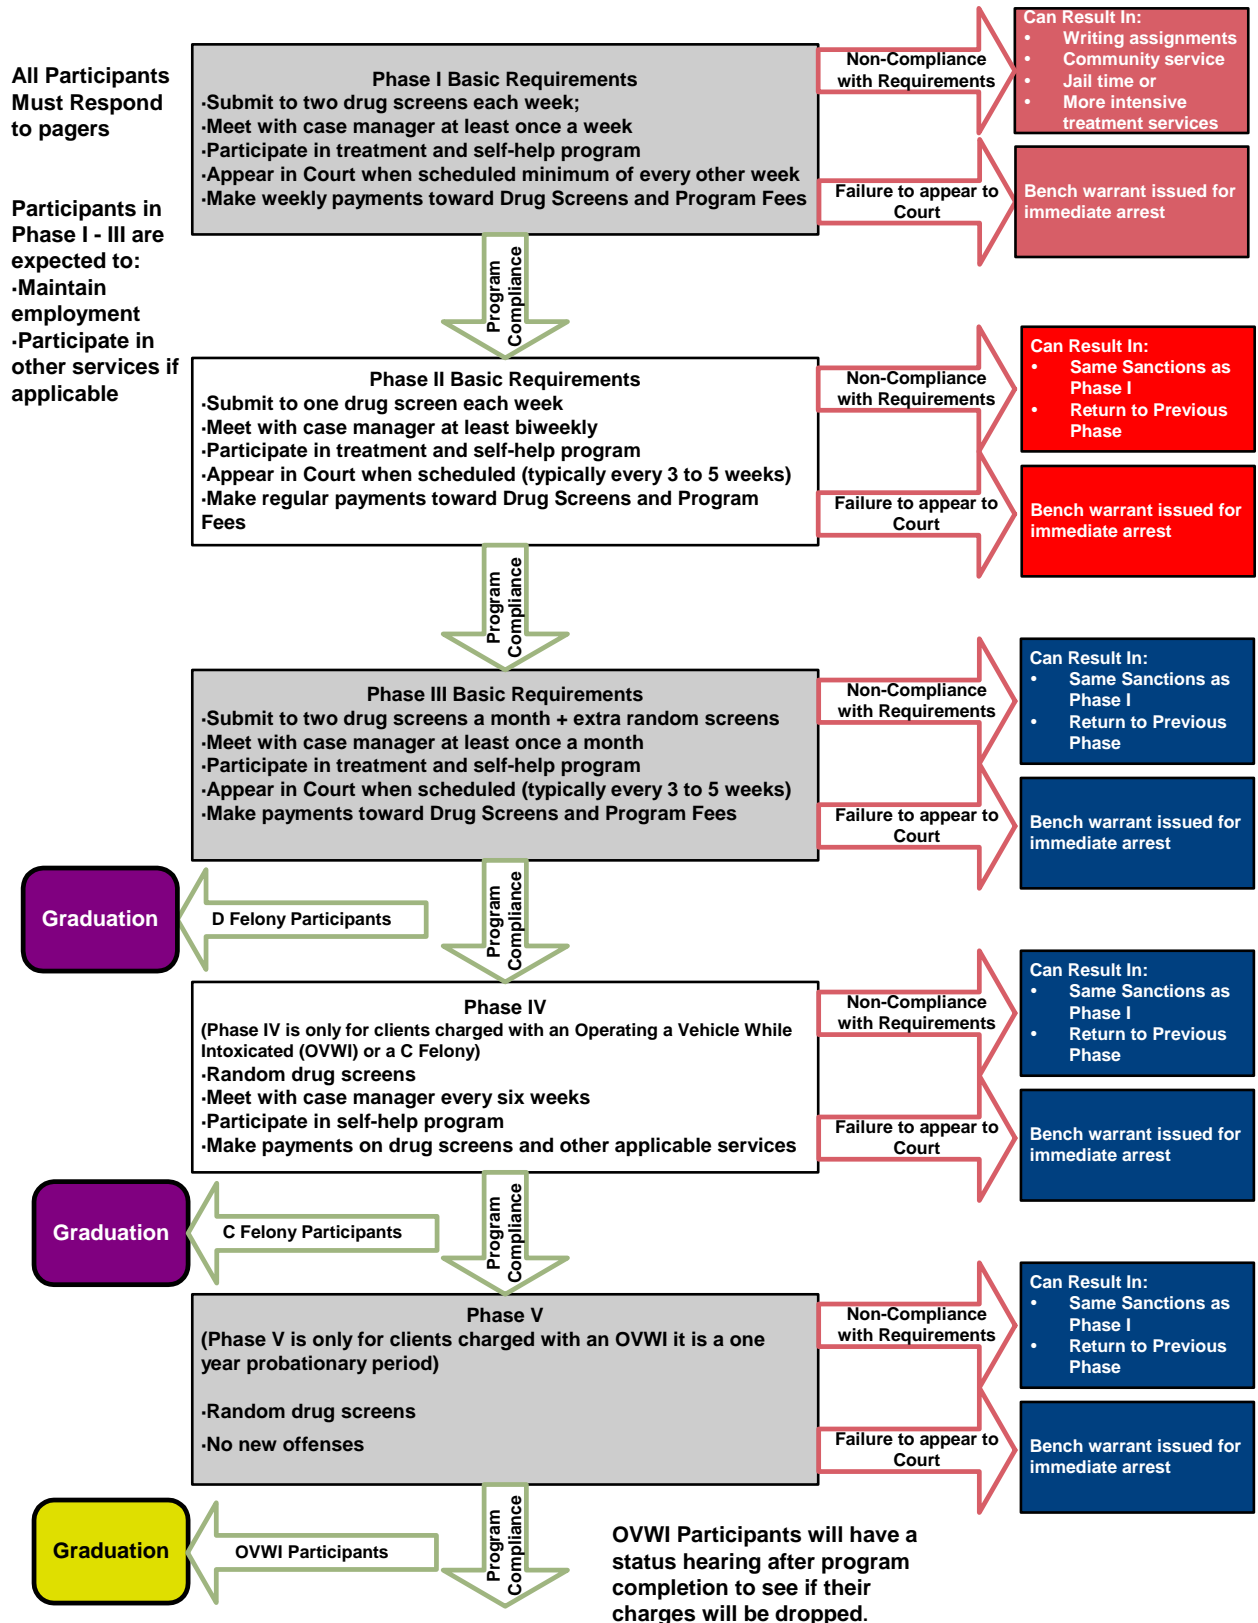 All Participants
Must Respond
to pagers
Participants in
Phase I - III are
expected to:
·Maintain
employment
·Participate in
other services if
applicable
Phase I Basic Requirements
·Submit to two drug screens each week;
·Meet with case manager at least once a week
·Participate in treatment and self-help program
·Appear in Court when scheduled minimum of every other week
·Make weekly payments toward Drug Screens and Program Fees
Non-Compliance
with Requirements
Can Result In:
• Writing assignments
• Community service
• Jail time or
• More intensive
treatment services
Failure to appear to
Court
Bench warrant issued for
immediate arrest
Program
Compliance
Phase II Basic Requirements
·Submit to one drug screen each week
·Meet with case manager at least biweekly
·Participate in treatment and self-help program
·Appear in Court when scheduled (typically every 3 to 5 weeks)
·Make regular payments toward Drug Screens and Program
Fees
Non-Compliance
with Requirements
Can Result In:
• Same Sanctions as
Phase I
• Return to Previous
Phase
Failure to appear to
Court
Bench warrant issued for
immediate arrest
Program
Compliance
Phase III Basic Requirements
·Submit to two drug screens a month + extra random screens
·Meet with case manager at least once a month
·Participate in treatment and self-help program
·Appear in Court when scheduled (typically every 3 to 5 weeks)
·Make payments toward Drug Screens and Program Fees
Non-Compliance
with Requirements
Can Result In:
• Same Sanctions as
Phase I
• Return to Previous
Phase
Failure to appear to
Court
Bench warrant issued for
immediate arrest
Graduation
D Felony Participants
Program
Compliance
Phase IV
(Phase IV is only for clients charged with an Operating a Vehicle While
Intoxicated (OVWI) or a C Felony)
·Random drug screens
·Meet with case manager every six weeks
·Participate in self-help program
·Make payments on drug screens and other applicable services
Non-Compliance
with Requirements
Can Result In:
• Same Sanctions as
Phase I
• Return to Previous
Phase
Failure to appear to
Court
Bench warrant issued for
immediate arrest
Graduation
C Felony Participants
Program
Compliance
Phase V
(Phase V is only for clients charged with an OVWI it is a one
year probationary period)
·Random drug screens
·No new offenses
Non-Compliance
with Requirements
Can Result In:
• Same Sanctions as
Phase I
• Return to Previous
Phase
Failure to appear to
Court
Bench warrant issued for
immediate arrest
Graduation
OVWI Participants
Program
Compliance
OVWI Participants will have a
status hearing after program
completion to see if their
charges will be dropped.